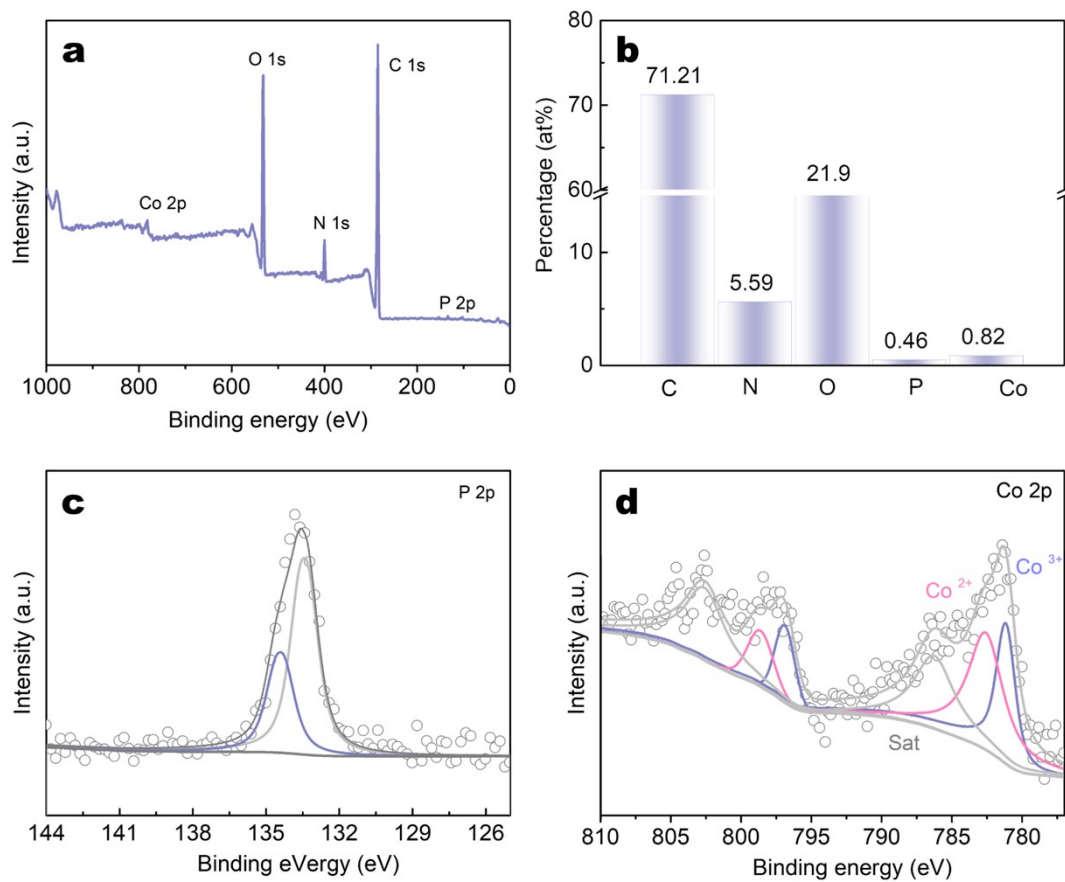 a
O 1s
C 1s
Co 2p
N 1s
P 2p
Intensity (a.u.)
1000 800 600 400 200 0
Binding energy (eV)
b
80
70
60
10
0
Percentage (at%)
71.21
5.59
21.9
0.46
0.82
C N O P Co
c
P 2p
Intensity (a.u.)
144 141 138 135 132 129 126
Binding eVergy (eV)
d
Co 2p
Co 2+
Co 3+
Sat
Intensity (a.u.)
810 805 800 795 790 785 780
Binding energy (eV)